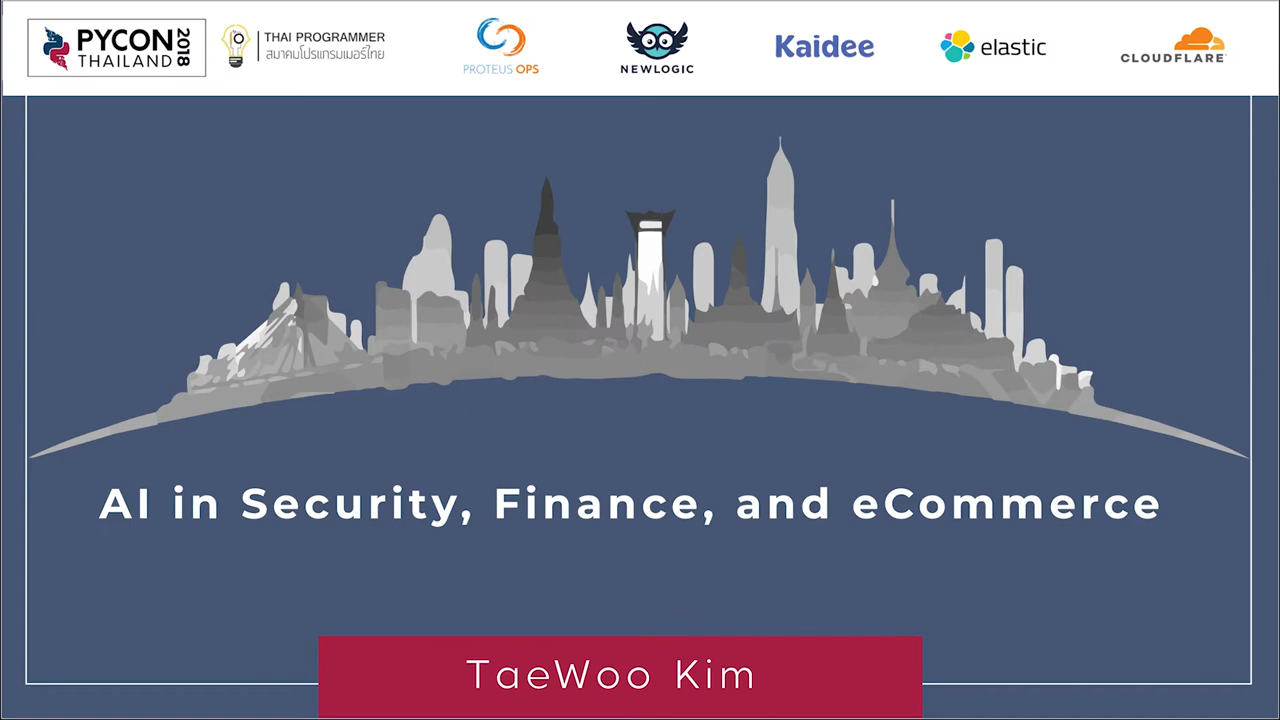 PYCON
THAILAND
2018
THAI PROGRAMMER
สมาคมโปรแกรมเมอร์ไทย
PROTEUS OPS
NEWLOGIC
Kaidee
elastic
CLOUDFLARE
AI in Security, Finance, and eCommerce
TaeWoo Kim